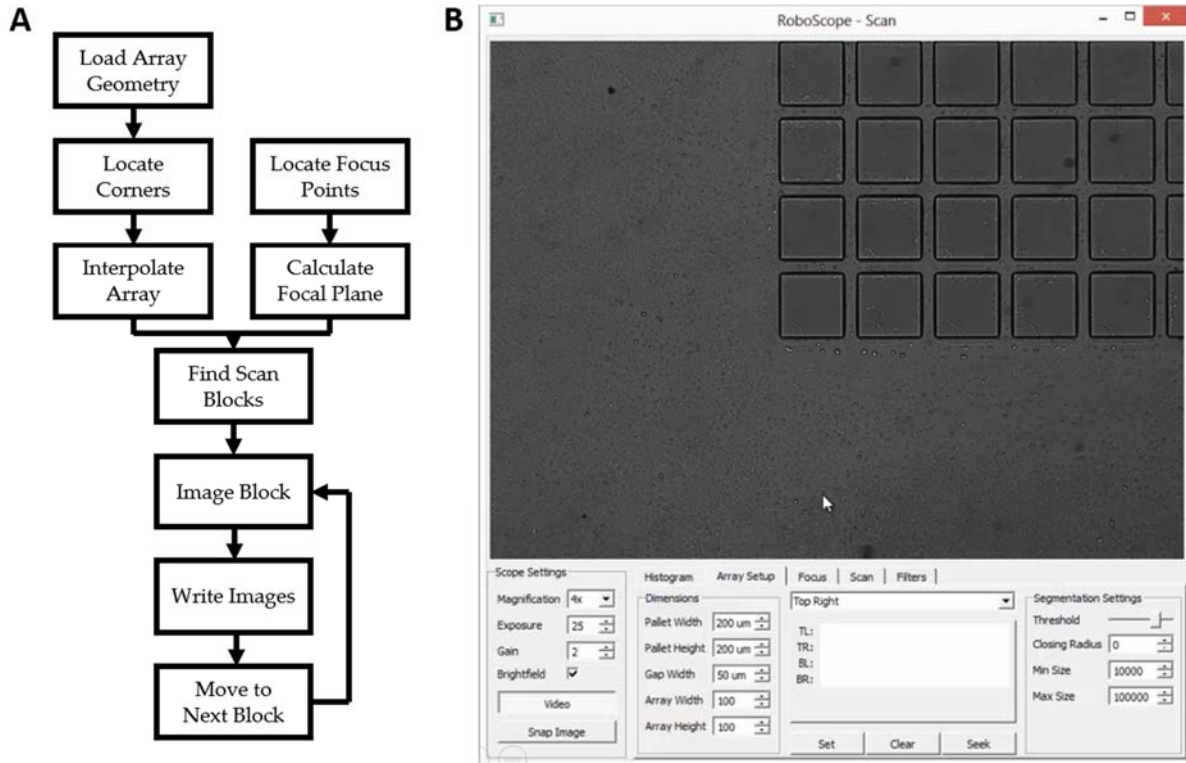 A
Load Array
Geometry
Locate
Corners
Locate Focus
Points
Interpolate
Array
Calculate
Focal Plane
Find Scan
Blocks
Image Block
Write Images
Move to
Next Block
B
RoboScope - Scan
Scope Settings
Magnification 4x
Exposure 25
Gain 2
Brightfield
Video
Snap Image
Histogram Array Setup Focus Scan Filters
Dimensions
Pallet Width 200 um
Pallet Height 200 um
Gap Width 50 um
Array Width 100
Array Height 100
Top Right
TL:
TR:
BL:
BR:
Set Clear Seek
Segmentation Settings
Threshold
Closing Radius 0
Min Size 10000
Max Size 100000